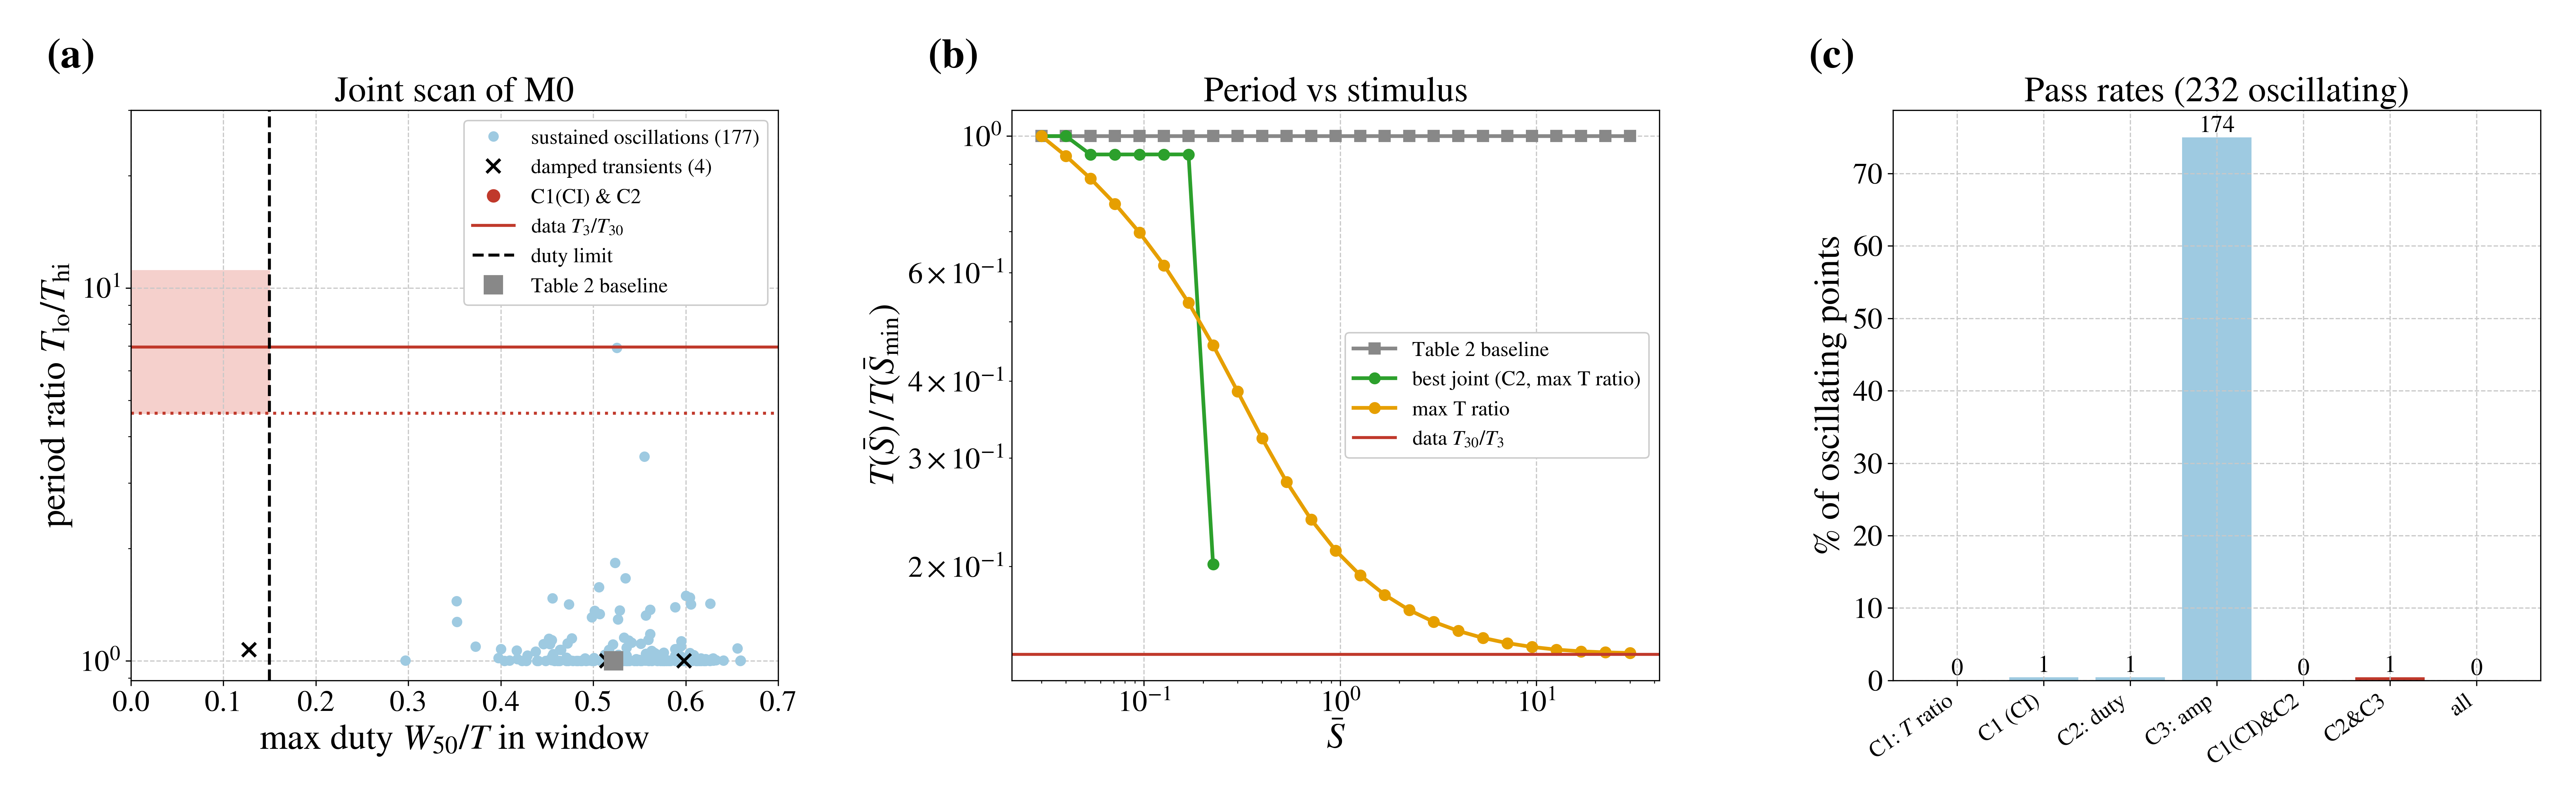 (a)
Joint scan of M0
sustained oscillations (177)
damped transients (4)
C1(CI) & C2
data T₃/T₃₀
duty limit
Table 2 baseline
10¹
10⁰
period ratio T_lo/T_hi
0.0 0.1 0.2 0.3 0.4 0.5 0.6 0.7
max duty W₅₀/T in window
(b)
Period vs stimulus
10⁰
6×10⁻¹
4×10⁻¹
3×10⁻¹
2×10⁻¹
T(S̄)/T(S̄_min)
Table 2 baseline
best joint (C2, max T ratio)
max T ratio
data T₃₀/T₃
10⁻¹ 10⁰ 10¹
S̄
(c)
Pass rates (232 oscillating)
% of oscillating points
70
60
50
40
30
20
10
0
0 1 1 174 0 1 0
C1: T ratio
C1 (CI)
C2: duty
C3: amp
C1(CI)&C2
C2&C3
all